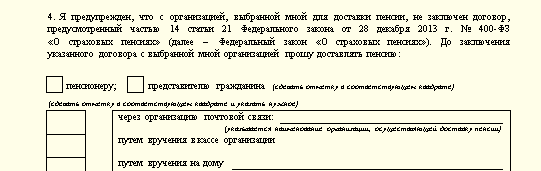 4. Я предупрежден, что с организацией, выбранной мной для доставки пенсии, не заключен договор,
предусмотренный частью 14 статьи 21 Федерального закона от 28 декабря 2013 г. № 400-ФЗ
«О страховых пенсиях» (далее – Федеральный закон «О страховых пенсиях»). До заключения
указанного договора с выбранной мной организацией прошу доставлять пенсию:
пенсионеру; представителю гражданина (сделать отметку в соответствующем квадрате)
(сделать отметку в соответствующем квадрате и указать нужное)
через организацию почтовой связи:
(указывается наименование организации, осуществляющей доставку пенсии)
путем вручения в кассе организации
путем вручения на дому